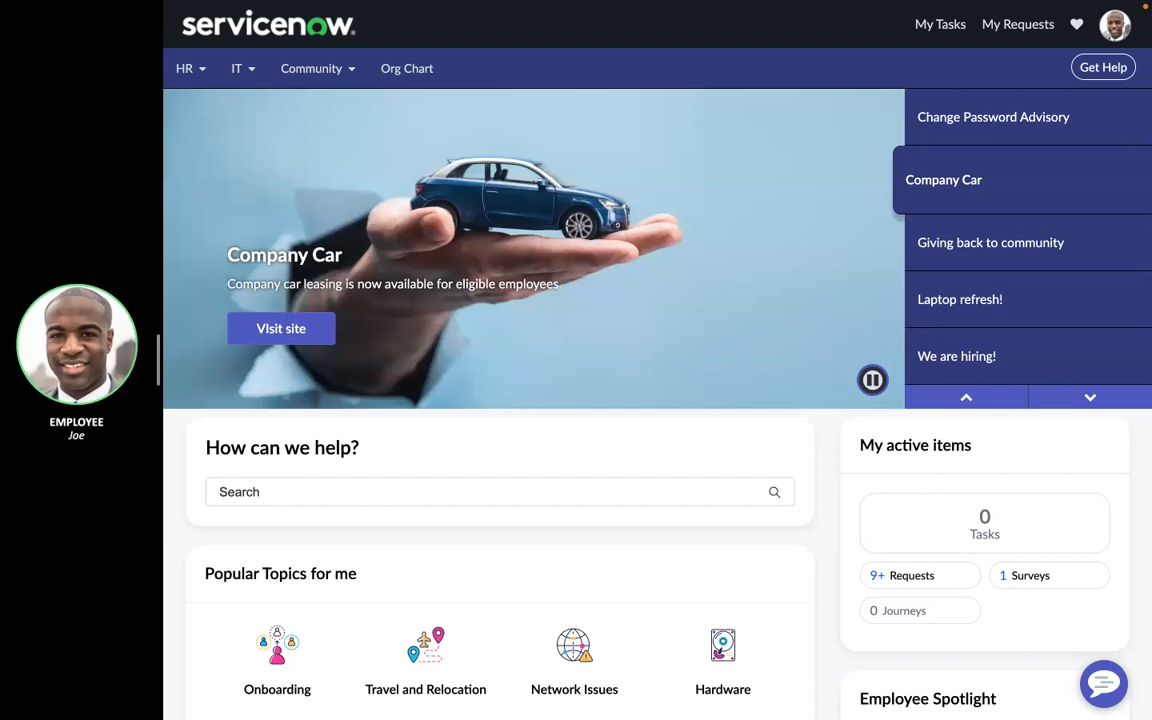 servicenow
My Tasks
My Requests
HR
IT
Community
Org Chart
Get Help
Company Car
Company car leasing is now available for eligible employees
VIsit site
Change Password Advisory
Company Car
Giving back to community
Laptop refresh!
We are hiring!
EMPLOYEE
Joe
How can we help?
Search
My active items
0
Tasks
9+ Requests
1 Surveys
0 Journeys
Popular Topics for me
Onboarding
Travel and Relocation
Network Issues
Hardware
Employee Spotlight